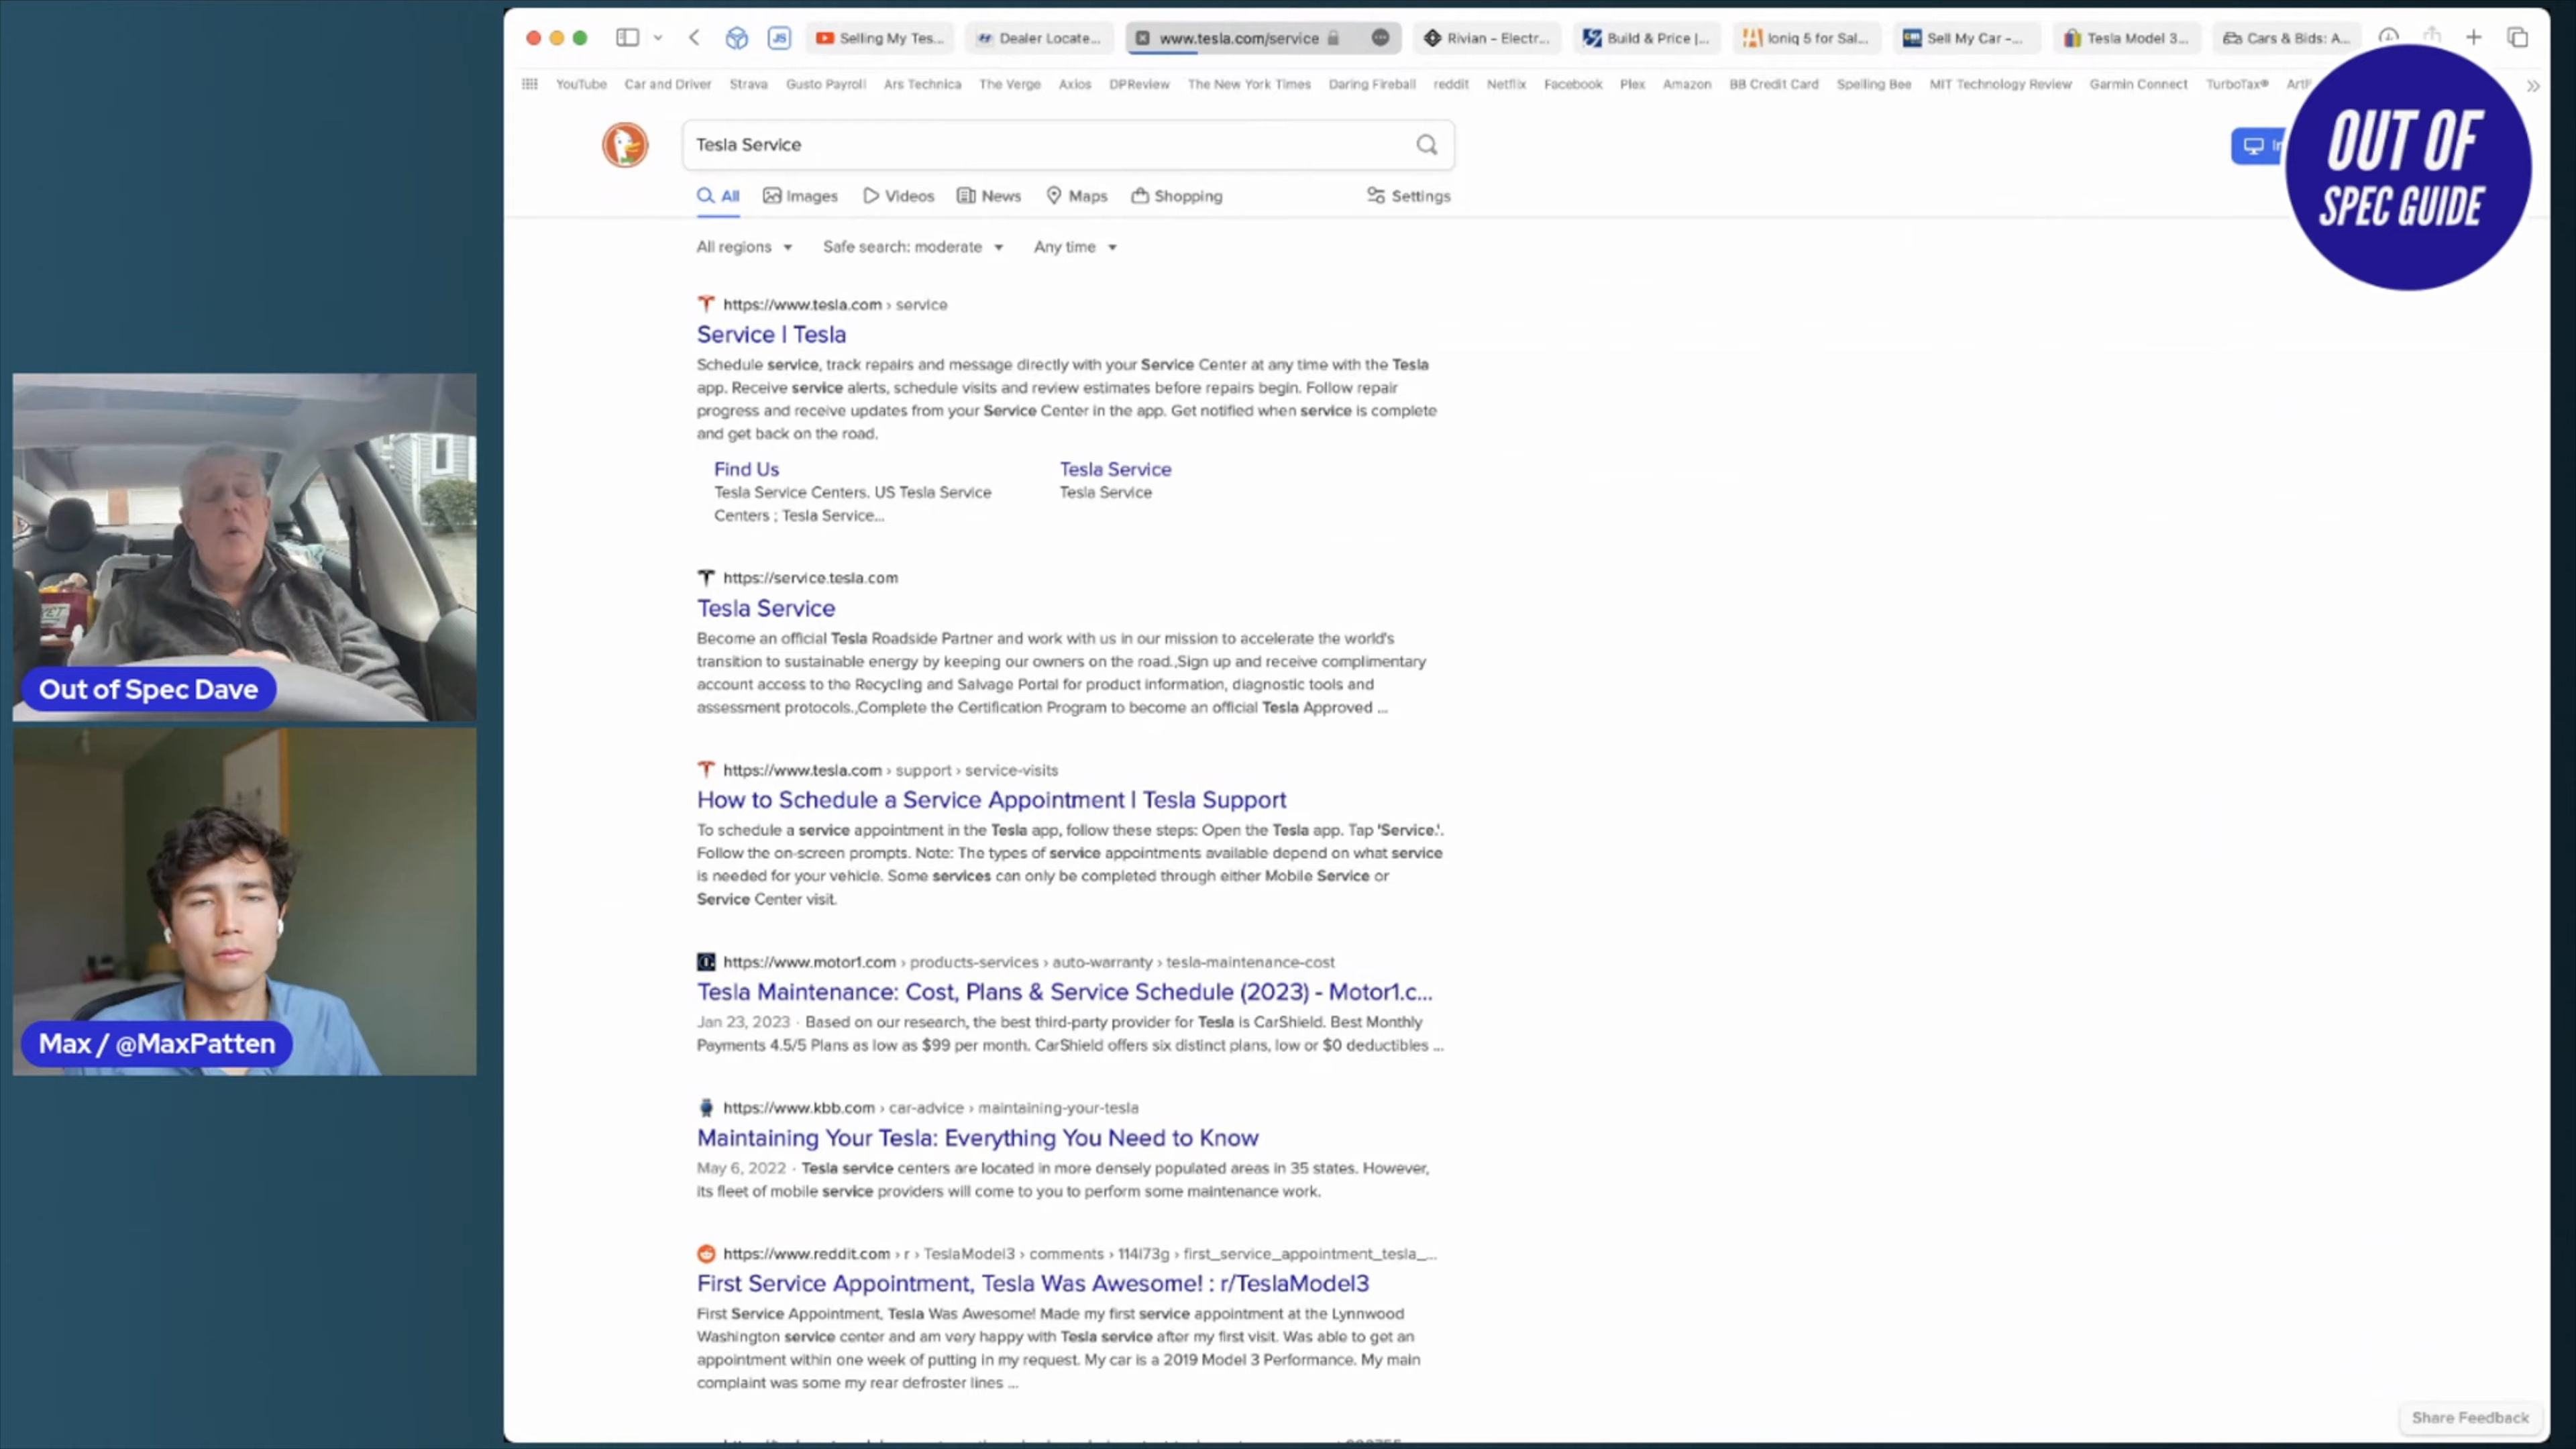 Selling My Tes...
Dealer Locate...
www.tesla.com/service
Rivian – Electr...
Build & Price |...
Ioniq 5 for Sal...
Sell My Car –...
Tesla Model 3...
Cars & Bids: A...
YouTube
Car and Driver
Strava
Gusto Payroll
Ars Technica
The Verge
Axios
DPReview
The New York Times
Daring Fireball
reddit
Netflix
Facebook
Plex
Amazon
BB Credit Card
Spelling Bee
MIT Technology Review
Garmin Connect
TurboTax®
OUT OF
SPEC GUIDE
Tesla Service
All
Images
Videos
News
Maps
Shopping
Settings
All regions
Safe search: moderate
Any time
https://www.tesla.com › service
Service | Tesla
Schedule service, track repairs and message directly with your Service Center at any time with the Tesla
app. Receive service alerts, schedule visits and review estimates before repairs begin. Follow repair
progress and receive updates from your Service Center in the app. Get notified when service is complete
and get back on the road.
Find Us
Tesla Service Centers. US Tesla Service
Centers ; Tesla Service...
Tesla Service
Tesla Service
https://service.tesla.com
Tesla Service
Become an official Tesla Roadside Partner and work with us in our mission to accelerate the world's
transition to sustainable energy by keeping our owners on the road.,Sign up and receive complimentary
account access to the Recycling and Salvage Portal for product information, diagnostic tools and
assessment protocols.,Complete the Certification Program to become an official Tesla Approved ...
https://www.tesla.com › support › service-visits
How to Schedule a Service Appointment | Tesla Support
To schedule a service appointment in the Tesla app, follow these steps: Open the Tesla app. Tap 'Service.'.
Follow the on-screen prompts. Note: The types of service appointments available depend on what service
is needed for your vehicle. Some services can only be completed through either Mobile Service or
Service Center visit.
https://www.motor1.com › products-services › auto-warranty › tesla-maintenance-cost
Tesla Maintenance: Cost, Plans & Service Schedule (2023) - Motor1.c...
Jan 23, 2023 · Based on our research, the best third-party provider for Tesla is CarShield. Best Monthly
Payments 4.5/5 Plans as low as $99 per month. CarShield offers six distinct plans, low or $0 deductibles ...
https://www.kbb.com › car-advice › maintaining-your-tesla
Maintaining Your Tesla: Everything You Need to Know
May 6, 2022 · Tesla service centers are located in more densely populated areas in 35 states. However,
its fleet of mobile service providers will come to you to perform some maintenance work.
https://www.reddit.com › r › TeslaModel3 › comments › 114l73g › first_service_appointment_tesla_...
First Service Appointment, Tesla Was Awesome! : r/TeslaModel3
First Service Appointment, Tesla Was Awesome! Made my first service appointment at the Lynnwood
Washington service center and am very happy with Tesla service after my first visit. Was able to get an
appointment within one week of putting in my request. My car is a 2019 Model 3 Performance. My main
complaint was some my rear defroster lines ...
Share Feedback
Out of Spec Dave
Max / @MaxPatten